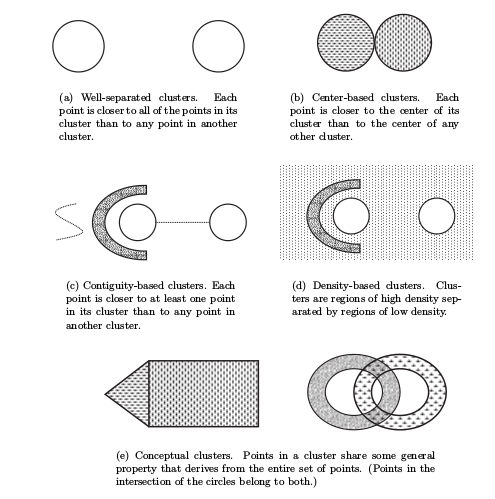 (a) Well-separated clusters. Each
point is closer to all of the points in its
cluster than to any point in another
cluster.
(b) Center-based clusters. Each
point is closer to the center of its
cluster than to the center of any
other cluster.
(c) Contiguity-based clusters. Each
point is closer to at least one point
in its cluster than to any point in
another cluster.
(d) Density-based clusters. Clus-
ters are regions of high density sep-
arated by regions of low density.
(e) Conceptual clusters. Points in a cluster share some general
property that derives from the entire set of points. (Points in the
intersection of the circles belong to both.)